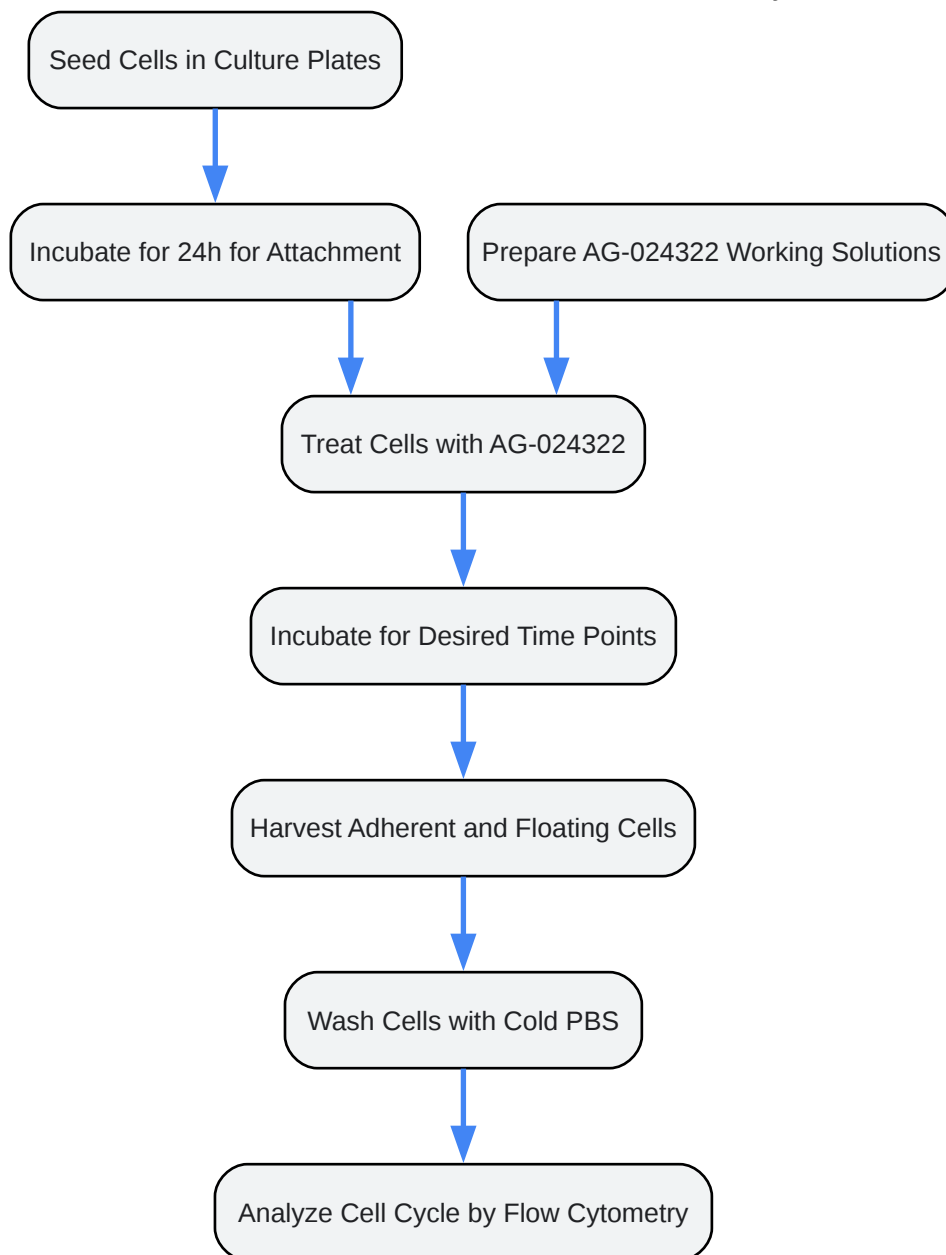 Seed Cells in Culture Plates
Incubate for 24h for Attachment
Prepare AG-024322 Working Solutions
Treat Cells with AG-024322
Incubate for Desired Time Points
Harvest Adherent and Floating Cells
Wash Cells with Cold PBS
Analyze Cell Cycle by Flow Cytometry